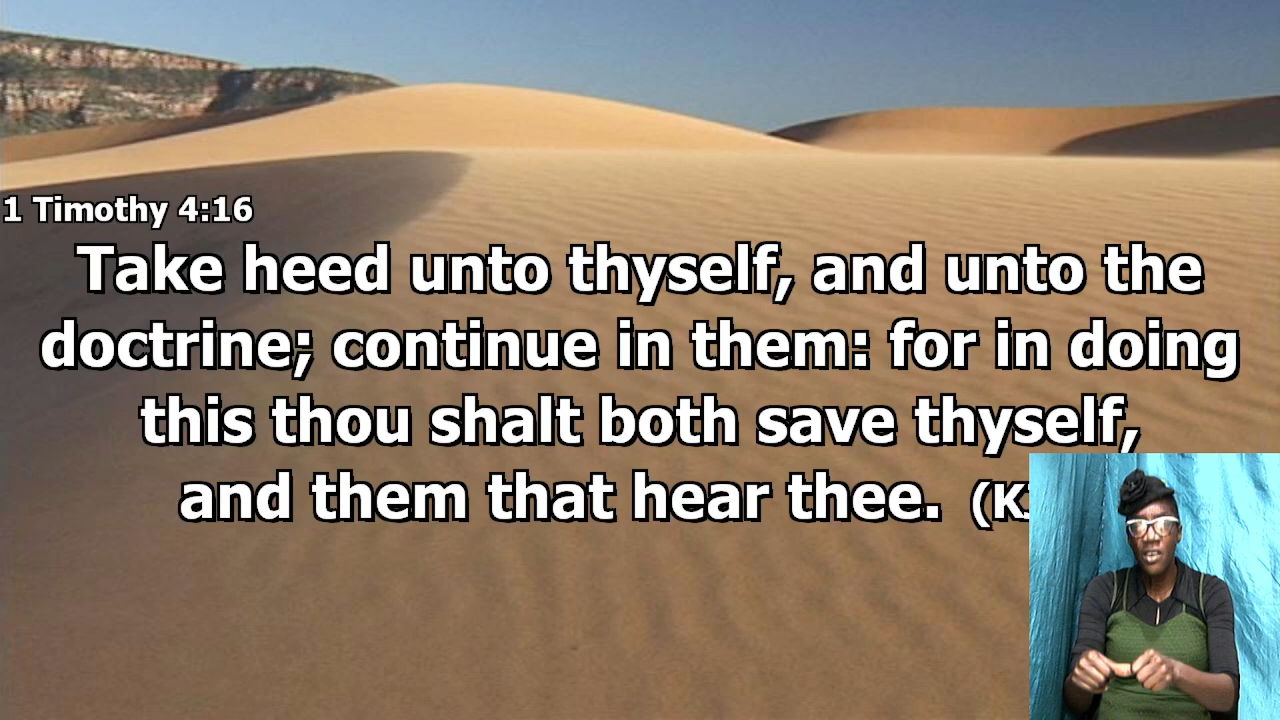 1 Timothy 4:16
Take heed unto thyself, and unto the
doctrine; continue in them: for in doing
this thou shalt both save thyself,
and them that hear thee.